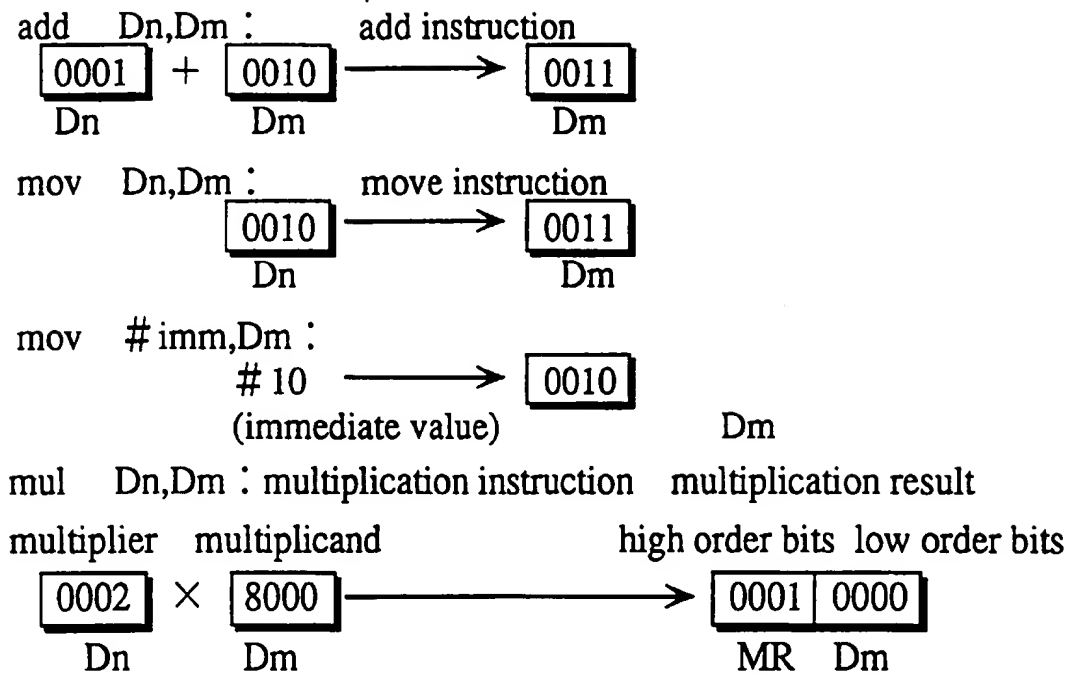 add Dn,Dm : add instruction
0001 + 0010 0011
Dn Dm Dm
mov Dn,Dm : move instruction
0010 0011
Dn Dm
mov # imm,Dm :
# 10 0010
(immediate value) Dm
mul Dn,Dm : multiplication instruction multiplication result
multiplier multiplicand high order bits low order bits
0002 × 8000 0001 0000
Dn Dm MR Dm